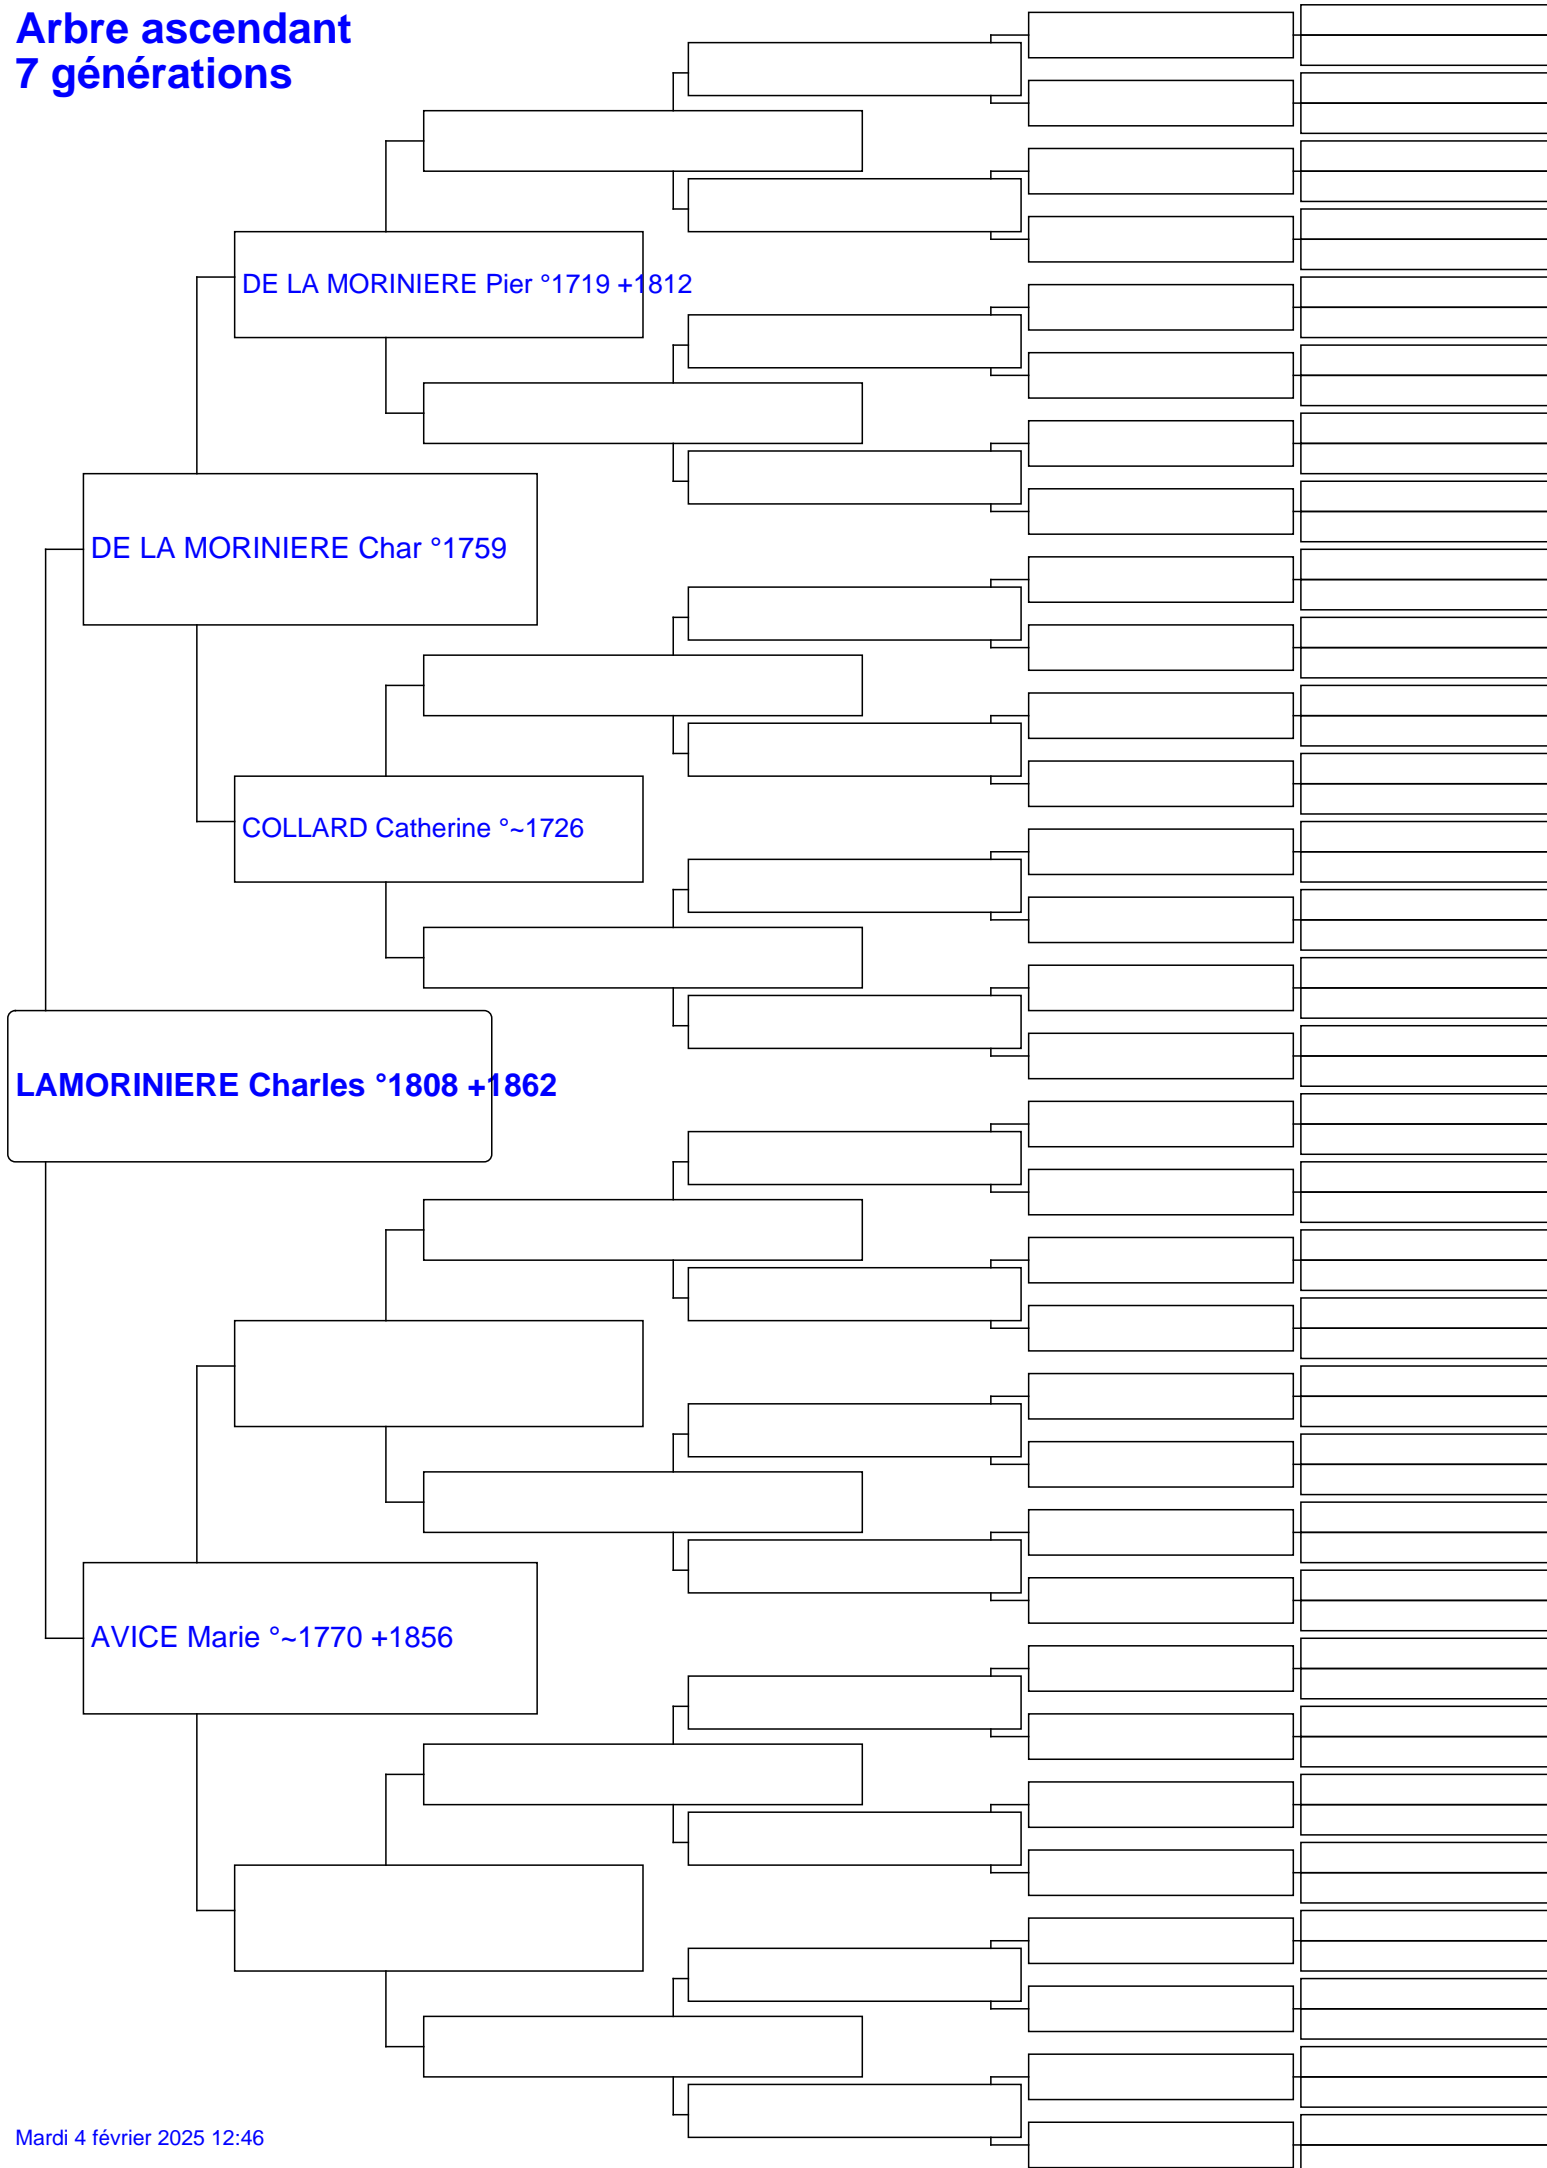 Arbre ascendant
7 générations
DE LA MORINIERE Pier °1719 +1812
DE LA MORINIERE Char °1759
COLLARD Catherine °~1726
LAMORINIERE Charles °1808 +1862
AVICE Marie °~1770 +1856
Mardi 4 février 2025 12:46